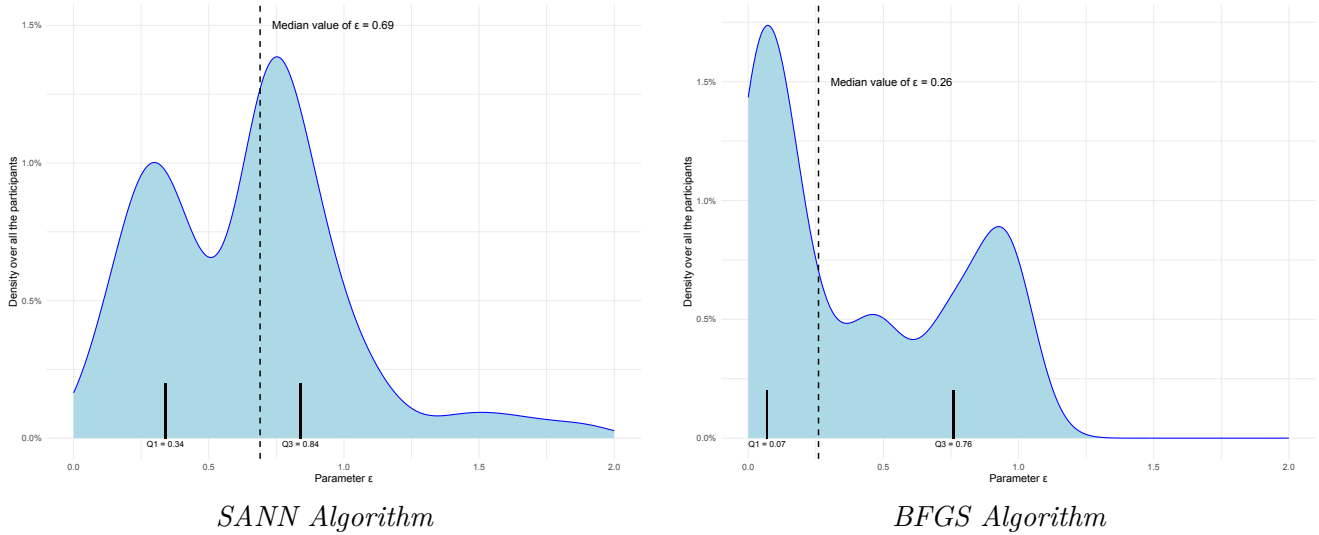 1.5%
Median value of ε = 0.69
1.0%
0.5%
0.0%
Density over all the participants
Q1 = 0.34
Q3 = 0.84
0.0
0.5
1.0
1.5
2.0
Parameter ε
SANN Algorithm
1.5%
Median value of ε = 0.26
1.0%
0.5%
0.0%
Density over all the participants
Q1 = 0.07
Q3 = 0.76
0.0
0.5
1.0
1.5
2.0
Parameter ε
BFGS Algorithm